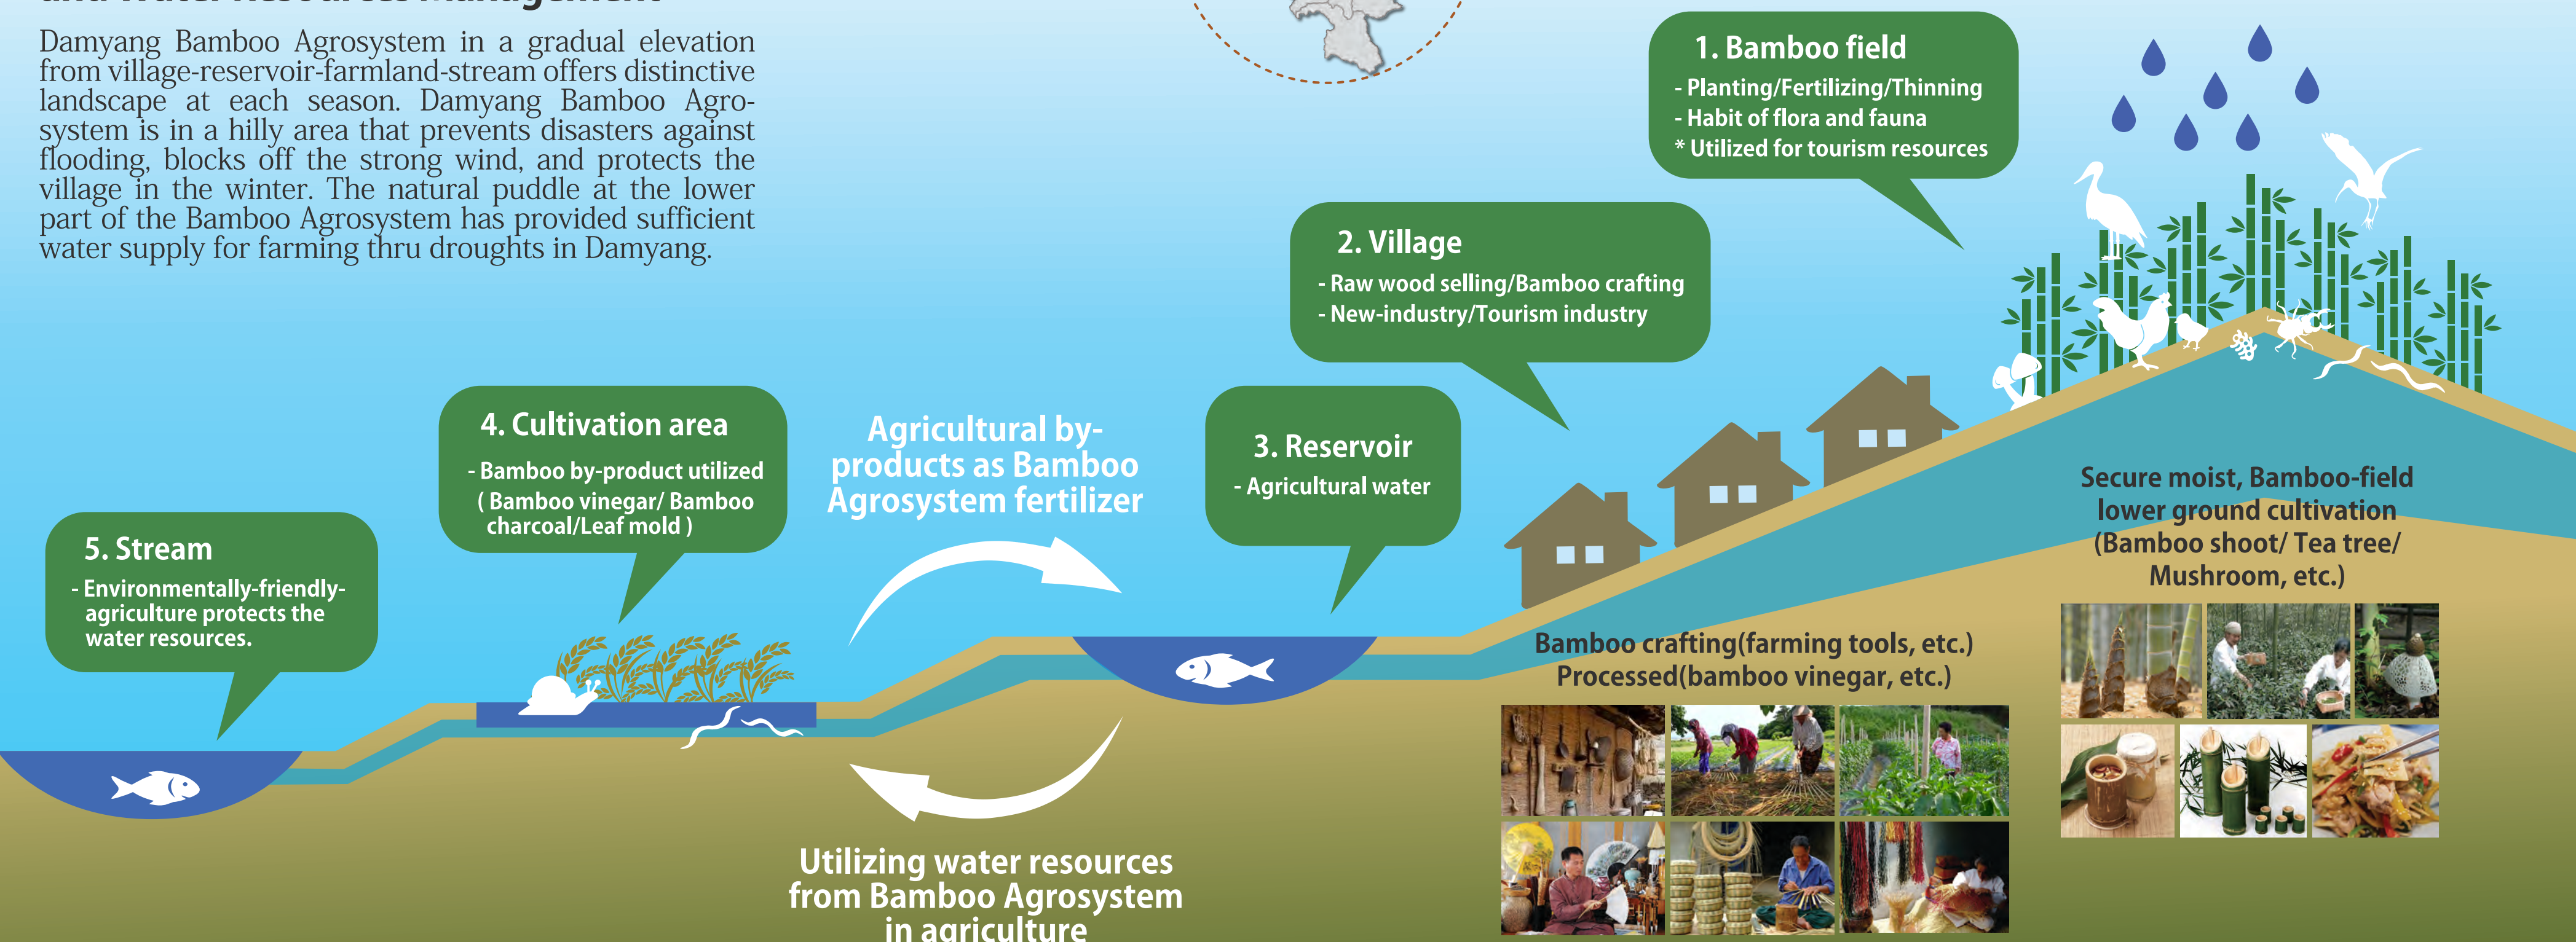 and Water Resources Management
Damyang Bamboo Agrosystem in a gradual elevation
from village-reservoir-farmland-stream offers distinctive
landscape at each season. Damyang Bamboo Agro-
system is in a hilly area that prevents disasters against
flooding, blocks off the strong wind, and protects the
village in the winter. The natural puddle at the lower
part of the Bamboo Agrosystem has provided sufficient
water supply for farming thru droughts in Damyang.
1. Bamboo field
- Planting/Fertilizing/Thinning
- Habit of flora and fauna
* Utilized for tourism resources
2. Village
- Raw wood selling/Bamboo crafting
- New-industry/Tourism industry
3. Reservoir
- Agricultural water
4. Cultivation area
- Bamboo by-product utilized
( Bamboo vinegar/ Bamboo
charcoal/Leaf mold )
5. Stream
- Environmentally-friendly-
agriculture protects the
water resources.
Agricultural by-
products as Bamboo
Agrosystem fertilizer
Utilizing water resources
from Bamboo Agrosystem
in agriculture
Bamboo crafting(farming tools, etc.)
Processed(bamboo vinegar, etc.)
Secure moist, Bamboo-field
lower ground cultivation
(Bamboo shoot/ Tea tree/
Mushroom, etc.)